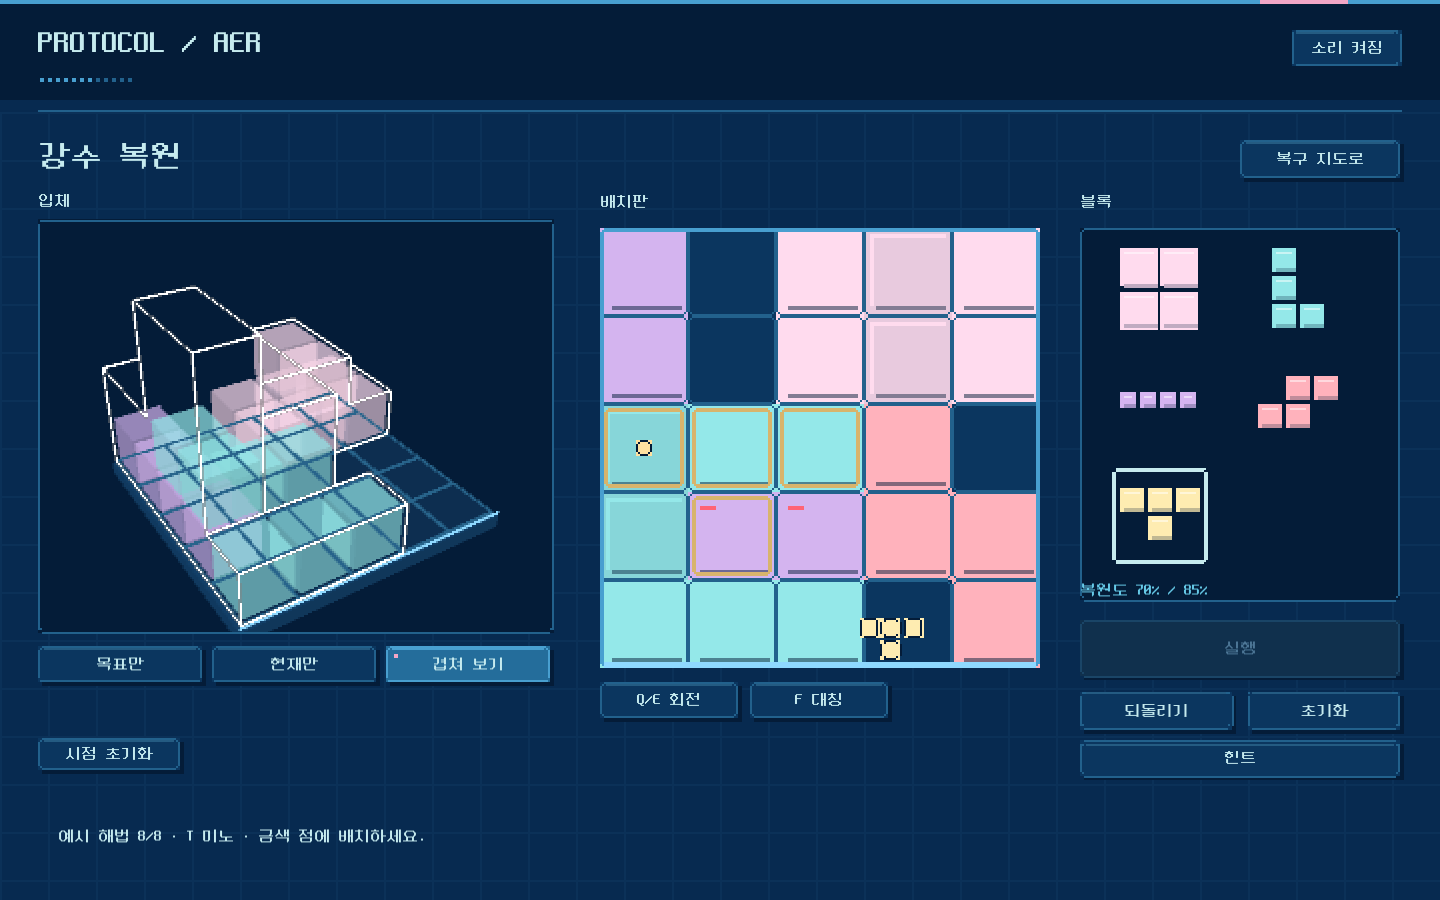 PROTOCOL / AER
소리 켜짐
강수 복원
복구 지도로
입체
배치판
블록
복원도 70% / 85%
목표만
현재만
겹쳐 보기
실행
Q/E 회전
F 대칭
되돌리기
초기화
시점 초기화
힌트
예시 해법 8/8 · T 미노 · 금색 점에 배치하세요.